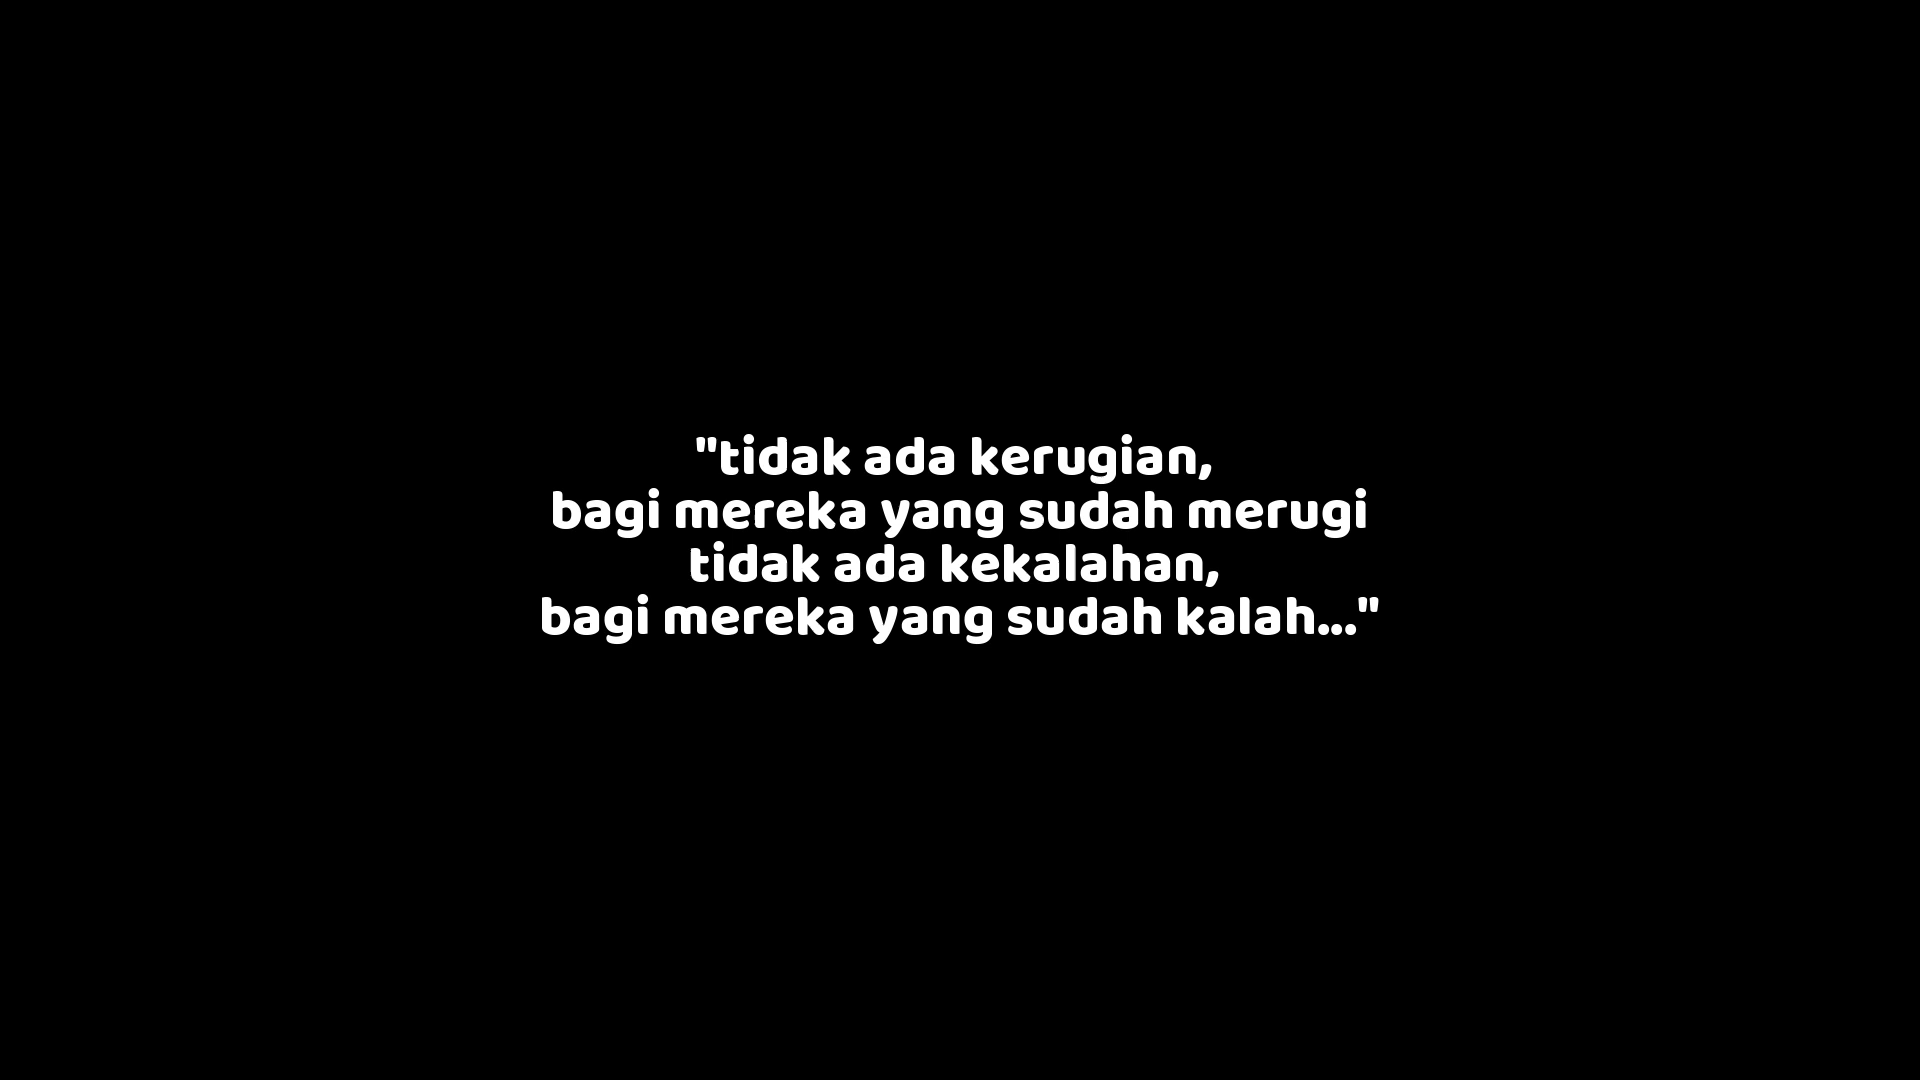 "tidak ada kerugian,
bagi mereka yang sudah merugi
tidak ada kekalahan,
bagi mereka yang sudah kalah..."